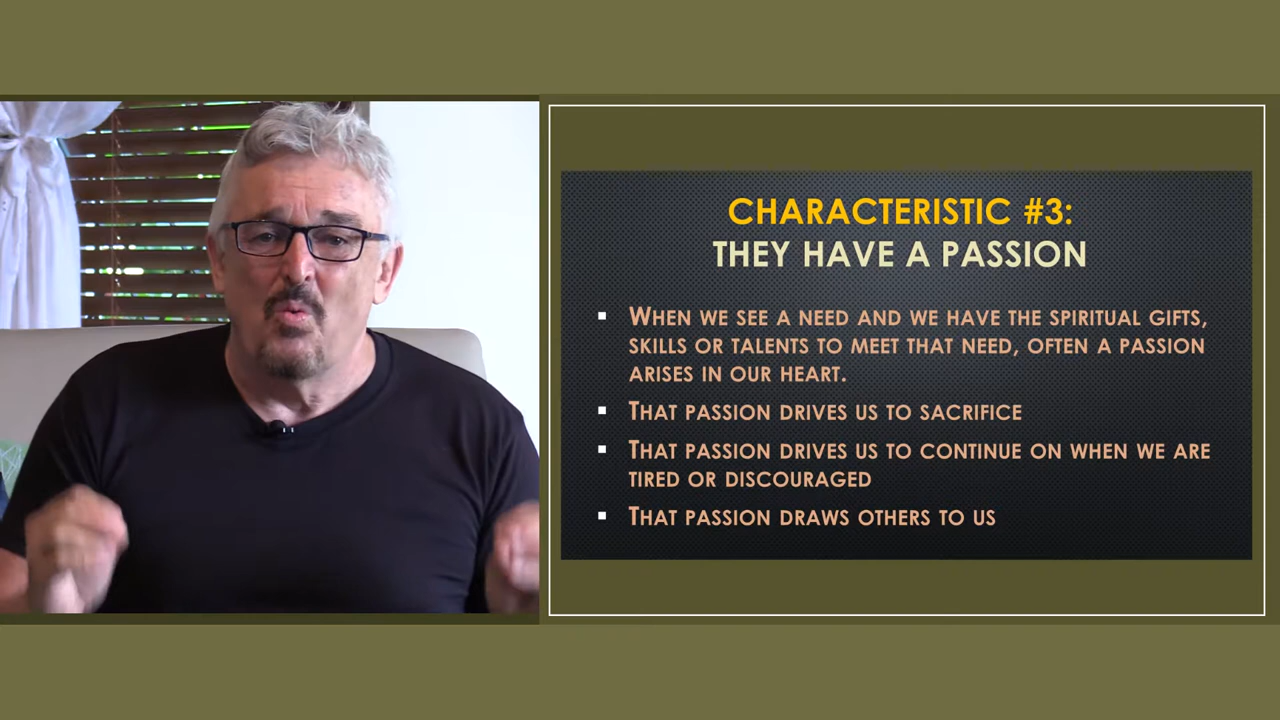 CHARACTERISTIC #3:
THEY HAVE A PASSION
▪ WHEN WE SEE A NEED AND WE HAVE THE SPIRITUAL GIFTS,
SKILLS OR TALENTS TO MEET THAT NEED, OFTEN A PASSION
ARISES IN OUR HEART.
▪ THAT PASSION DRIVES US TO SACRIFICE
▪ THAT PASSION DRIVES US TO CONTINUE ON WHEN WE ARE
TIRED OR DISCOURAGED
▪ THAT PASSION DRAWS OTHERS TO US